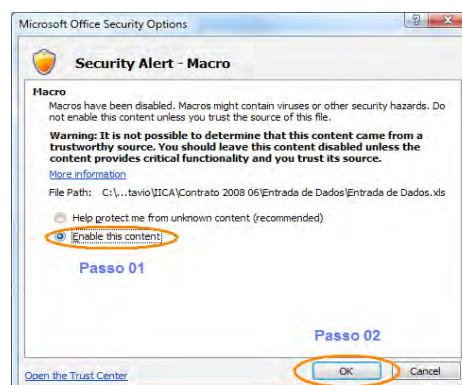 Microsoft Office Security Options
Security Alert - Macro
Macro
Macros have been disabled. Macros might contain viruses or other security hazards. Do
not enable this content unless you trust the source of this file.
Warning: It is not possible to determine that this content came from a
trustworthy source. You should leave this content disabled unless the
content provides critical functionality and you trust its source.
More information
File Path: C:\...tavio\IICA\Contrato 2008 06\Entrada de Dados\Entrada de Dados.xls
Help protect me from unknown content (recommended)
Enable this content
Passo 01
Passo 02
Open the Trust Center
OK
Cancel